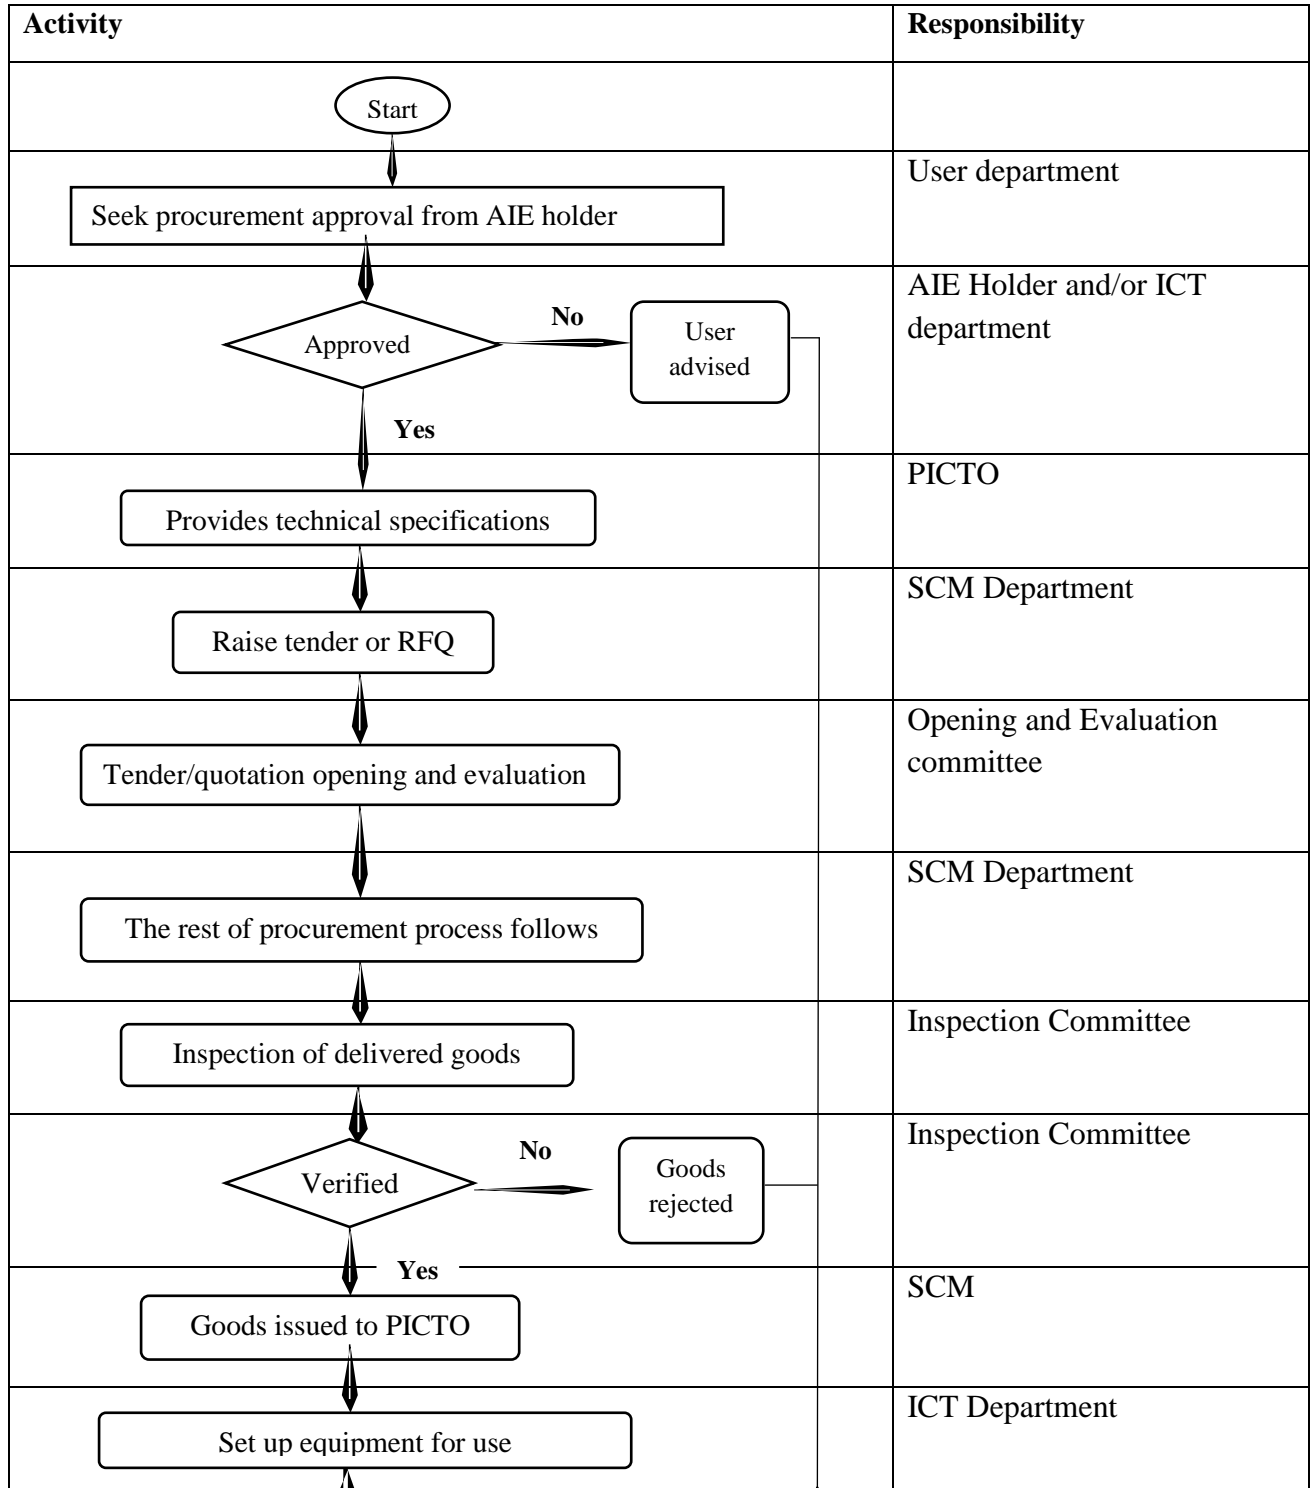 Activity
Responsibility
Start
Seek procurement approval from AIE holder
User department
Approved
No
User
advised
Yes
AIE Holder and/or ICT
department
Provides technical specifications
PICTO
Raise tender or RFQ
SCM Department
Tender/quotation opening and evaluation
Opening and Evaluation
committee
The rest of procurement process follows
SCM Department
Inspection of delivered goods
Inspection Committee
Verified
No
Goods
rejected
Yes
Inspection Committee
Goods issued to PICTO
SCM
Set up equipment for use
ICT Department